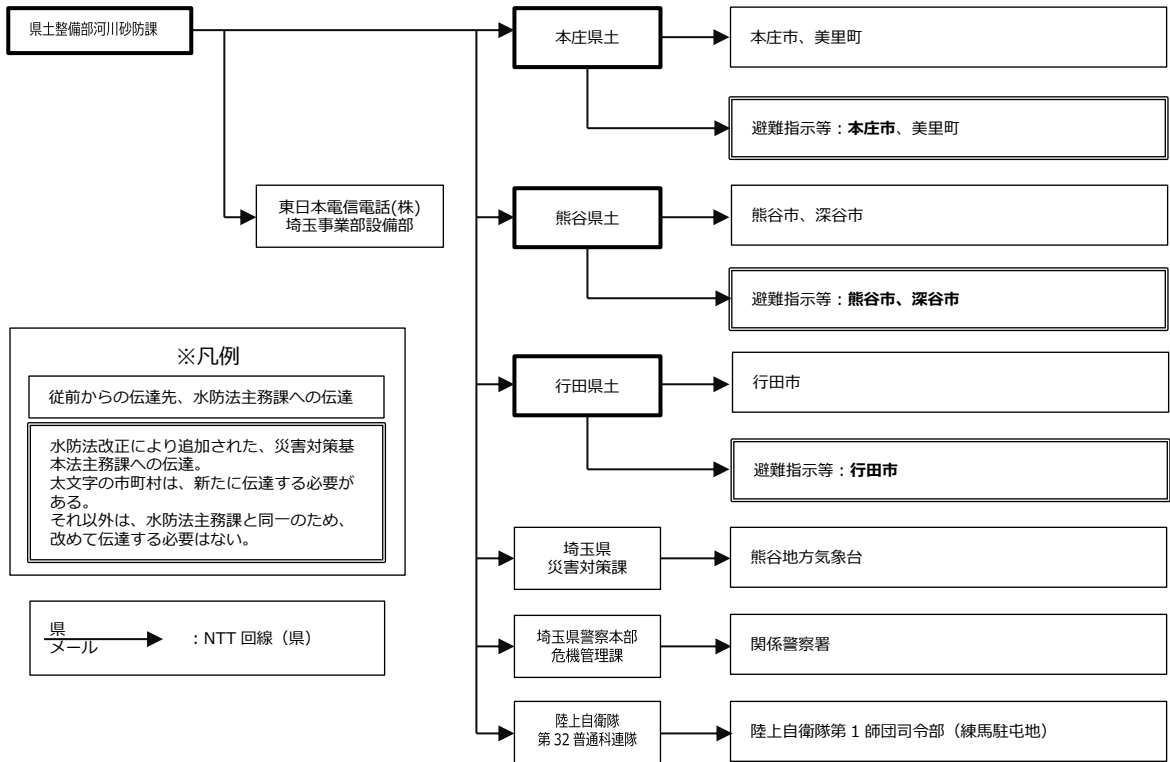 県土整備部河川砂防課
本庄県土
本庄市、美里町
避難指示等：本庄市、美里町
東日本電信電話(株)
埼玉事業部設備部
熊谷県土
熊谷市、深谷市
避難指示等：熊谷市、深谷市
※凡例
従前からの伝達先、水防法主務課への伝達
水防法改正により追加された、災害対策基
本法主務課への伝達。
太文字の市町村は、新たに伝達する必要が
ある。
それ以外は、水防法主務課と同一のため、
改めて伝達する必要はない。
行田県土
行田市
避難指示等：行田市
埼玉県
災害対策課
熊谷地方気象台
県
メール
：NTT 回線（県）
埼玉県警察本部
危機管理課
関係警察署
陸上自衛隊
第 32 普通科連隊
陸上自衛隊第 1 師団司令部（練馬駐屯地）